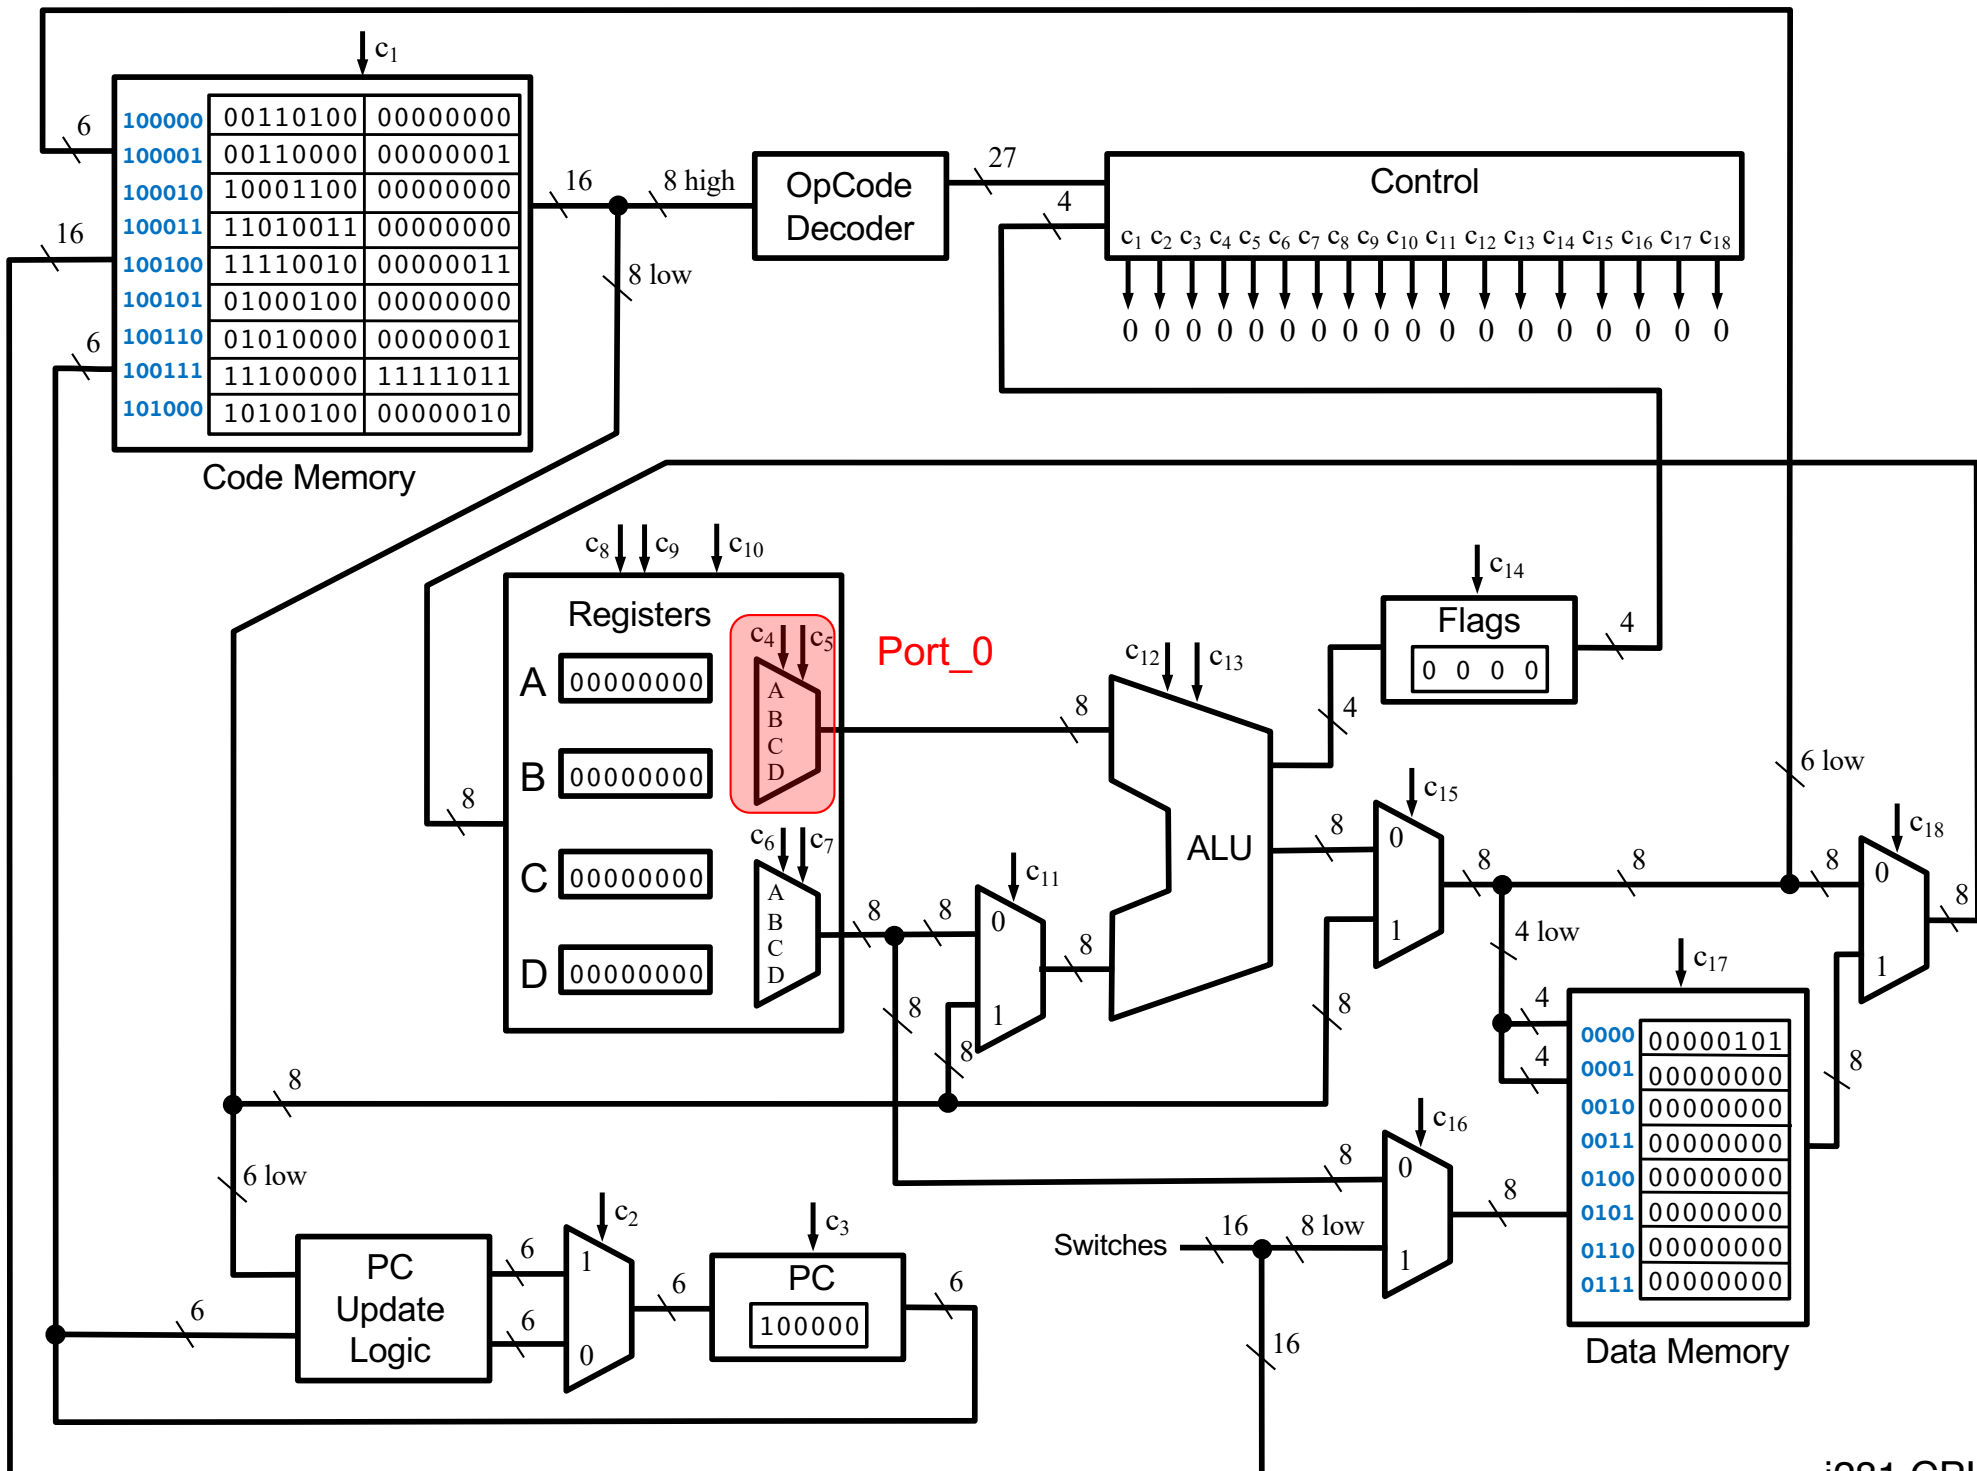 c1
100000 00110100 00000000
100001 00110000 00000001
100010 10001100 00000000
100011 11010011 00000000
100100 11110010 00000011
100101 01000100 00000000
100110 01010000 00000001
100111 11100000 11111011
101000 10100100 00000010
Code Memory
6
16
6
16
8 high
8 low
OpCode
Decoder
27
4
Control
c1 c2 c3 c4 c5 c6 c7 c8 c9 c10 c11 c12 c13 c14 c15 c16 c17 c18
0 0 0 0 0 0 0 0 0 0 0 0 0 0 0 0 0 0
c8 c9 c10
Registers
A 00000000
B 00000000
C 00000000
D 00000000
8
c4 c5
A
B
C
D
Port_0
c6 c7
A
B
C
D
8
8
8
8
c11
0
1
8
8
c12 c13
ALU
8
4
c14
Flags
0 0 0 0
4
c15
0
1
8
8
8
8
6 low
8
c18
0
1
8
4 low
4
4
c17
0000 00000101
0001 00000000
0010 00000000
0011 00000000
0100 00000000
0101 00000000
0110 00000000
0111 00000000
Data Memory
8
8
6 low
c16
0
1
8
8
Switches
16
8 low
16
PC
Update
Logic
6
6
6
c2
1
0
6
c3
PC
100000
6